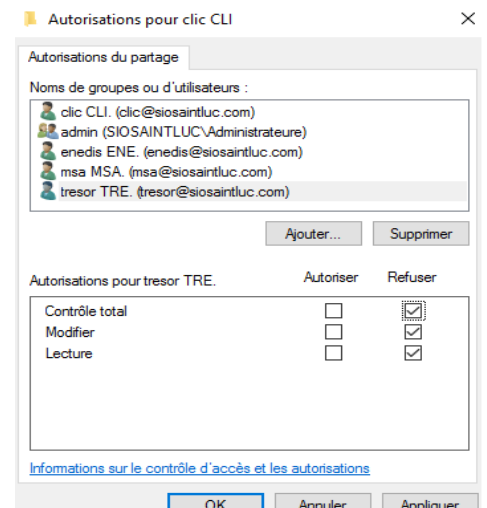 Autorisations pour clic CLI
Autorisations du partage
Noms de groupes ou d'utilisateurs :
clic CLI. (clic@siosaintluc.com)
admin (SIOSAINTLUC\Administrateure)
enedis ENE. (enedis@siosaintluc.com)
msa MSA. (msa@siosaintluc.com)
tresor TRE. (tresor@siosaintluc.com)
Ajouter... Supprimer
Autorisations pour tresor TRE. Autoriser Refuser
Contrôle total
Modifier
Lecture
Informations sur le contrôle d'accès et les autorisations
OK Annuler Appliquer